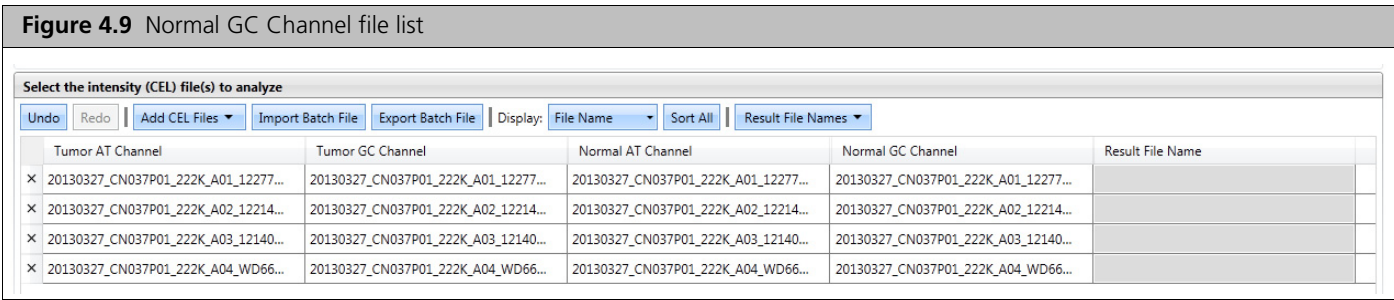 Figure 4.9 Normal GC Channel file list
Select the intensity (CEL) file(s) to analyze
Undo Redo Add CEL Files Import Batch File Export Batch File Display: File Name Sort All Result File Names
Tumor AT Channel Tumor GC Channel Normal AT Channel Normal GC Channel Result File Name
× 20130327_CN037P01_222K_A01_12277... 20130327_CN037P01_222K_A01_12277... 20130327_CN037P01_222K_A01_12277... 20130327_CN037P01_222K_A01_12277...
× 20130327_CN037P01_222K_A02_12214... 20130327_CN037P01_222K_A02_12214... 20130327_CN037P01_222K_A02_12214... 20130327_CN037P01_222K_A02_12214...
× 20130327_CN037P01_222K_A03_12140... 20130327_CN037P01_222K_A03_12140... 20130327_CN037P01_222K_A03_12140... 20130327_CN037P01_222K_A03_12140...
× 20130327_CN037P01_222K_A04_WD66... 20130327_CN037P01_222K_A04_WD66... 20130327_CN037P01_222K_A04_WD66... 20130327_CN037P01_222K_A04_WD66...